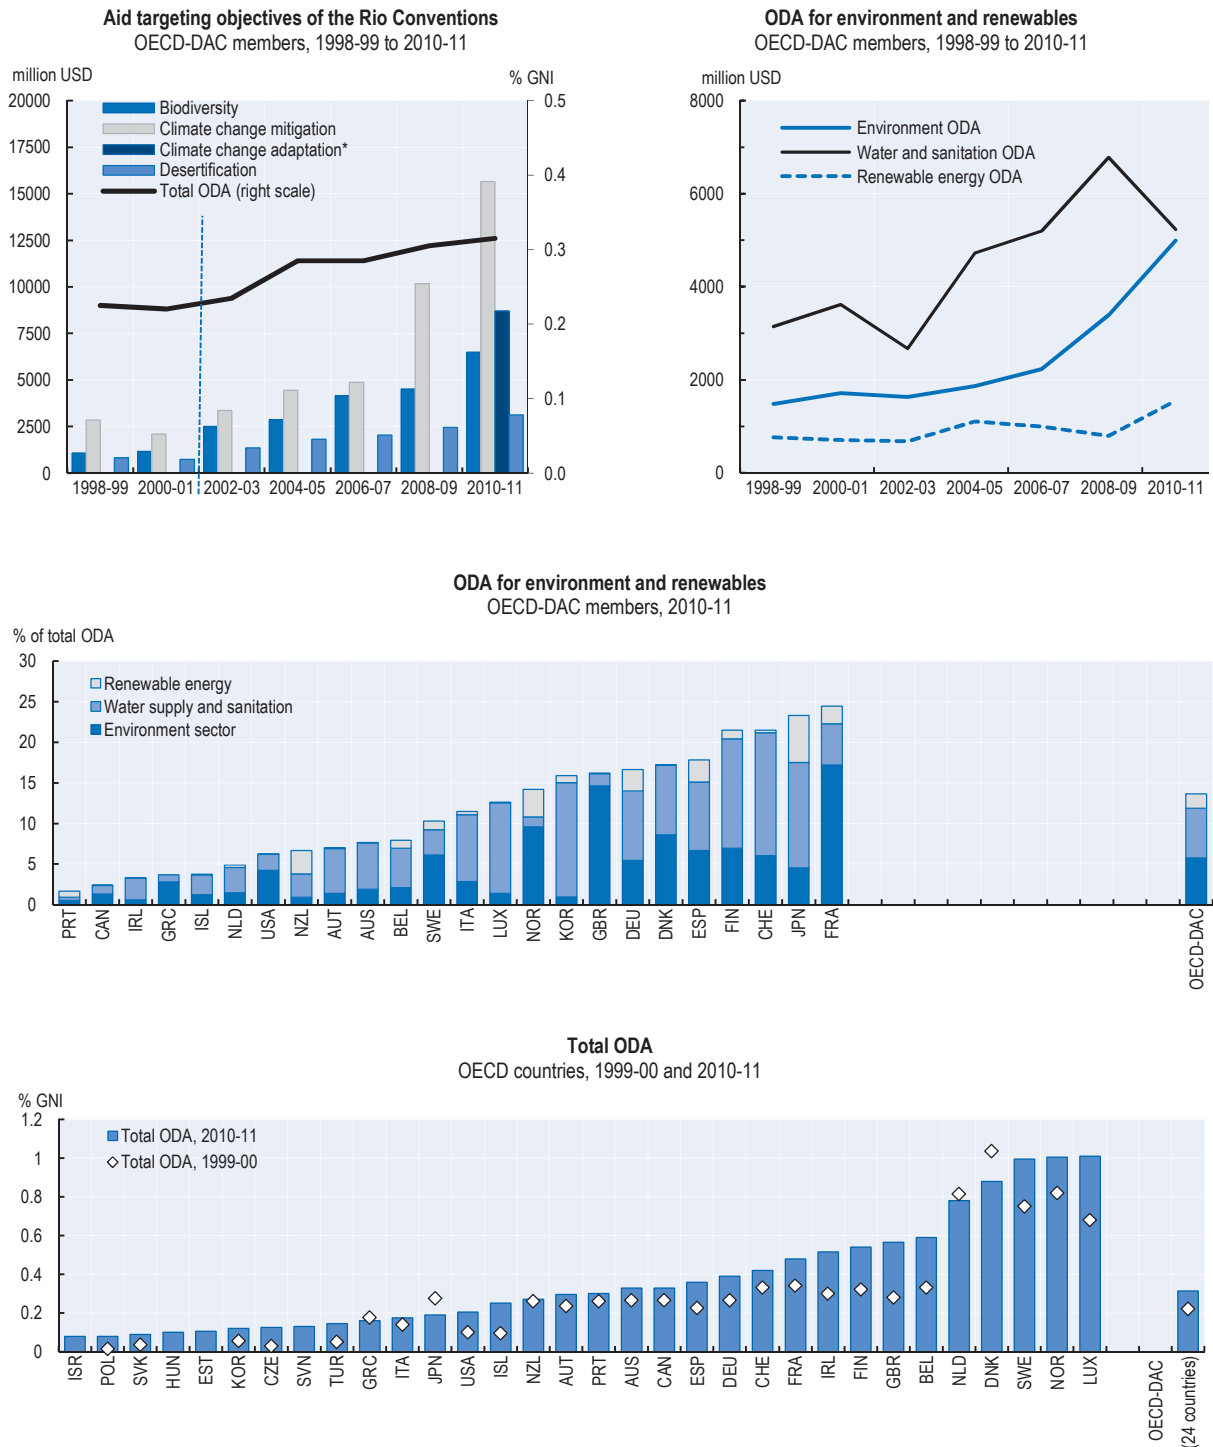 Aid targeting objectives of the Rio Conventions
OECD-DAC members, 1998-99 to 2010-11
million USD
% GNI
20000
17500
15000
12500
10000
7500
5000
2500
0
0.5
0.4
0.3
0.2
0.1
0.0
Biodiversity
Climate change mitigation
Climate change adaptation*
Desertification
Total ODA (right scale)
1998-99 2000-01 2002-03 2004-05 2006-07 2008-09 2010-11
ODA for environment and renewables
OECD-DAC members, 1998-99 to 2010-11
million USD
8000
6000
4000
2000
0
Environment ODA
Water and sanitation ODA
Renewable energy ODA
1998-99 2000-01 2002-03 2004-05 2006-07 2008-09 2010-11
ODA for environment and renewables
OECD-DAC members, 2010-11
% of total ODA
30
25
20
15
10
5
0
Renewable energy
Water supply and sanitation
Environment sector
PRT
CAN
IRL
GRC
ISL
NLD
USA
NZL
AUT
AUS
BEL
SWE
ITA
LUX
NOR
KOR
GBR
DEU
DNK
ESP
FIN
CHE
JPN
FRA
OECD-DAC
Total ODA
OECD countries, 1999-00 and 2010-11
% GNI
1.2
1
0.8
0.6
0.4
0.2
0
Total ODA, 2010-11
Total ODA, 1999-00
ISR
POL
SVK
HUN
EST
KOR
CZE
SVN
TUR
GRC
ITA
JPN
USA
ISL
NZL
AUT
PRT
AUS
CAN
ESP
DEU
CHE
FRA
IRL
FIN
GBR
BEL
NLD
DNK
SWE
NOR
LUX
OECD-DAC
(24 countries)